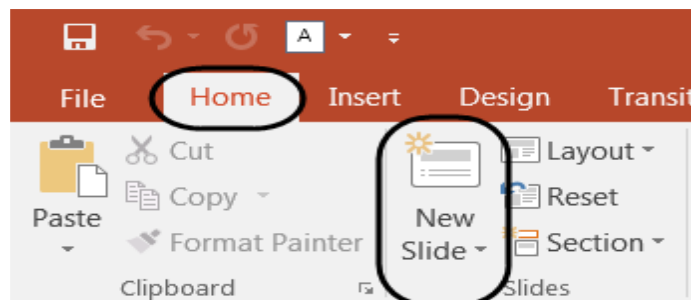 A
File Home Insert Design Transit
Cut
Copy
Format Painter
Paste
Clipboard
New
Slide
Layout
Reset
Section
Slides